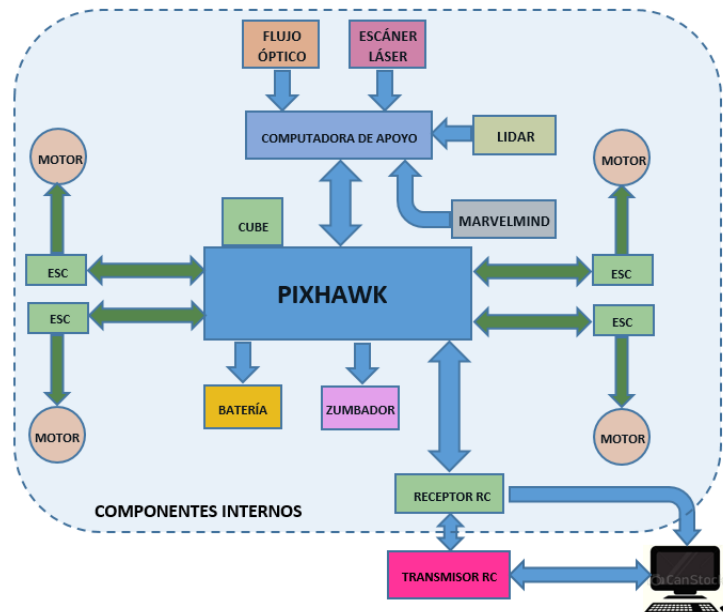 FLUJO
ÓPTICO
ESCÁNER
LÁSER
COMPUTADORA DE APOYO
LIDAR
MOTOR
MOTOR
CUBE
MARVELMIND
ESC
ESC
PIXHAWK
ESC
ESC
BATERÍA
ZUMBADOR
MOTOR
MOTOR
RECEPTOR RC
COMPONENTES INTERNOS
TRANSMISOR RC
CanStoc